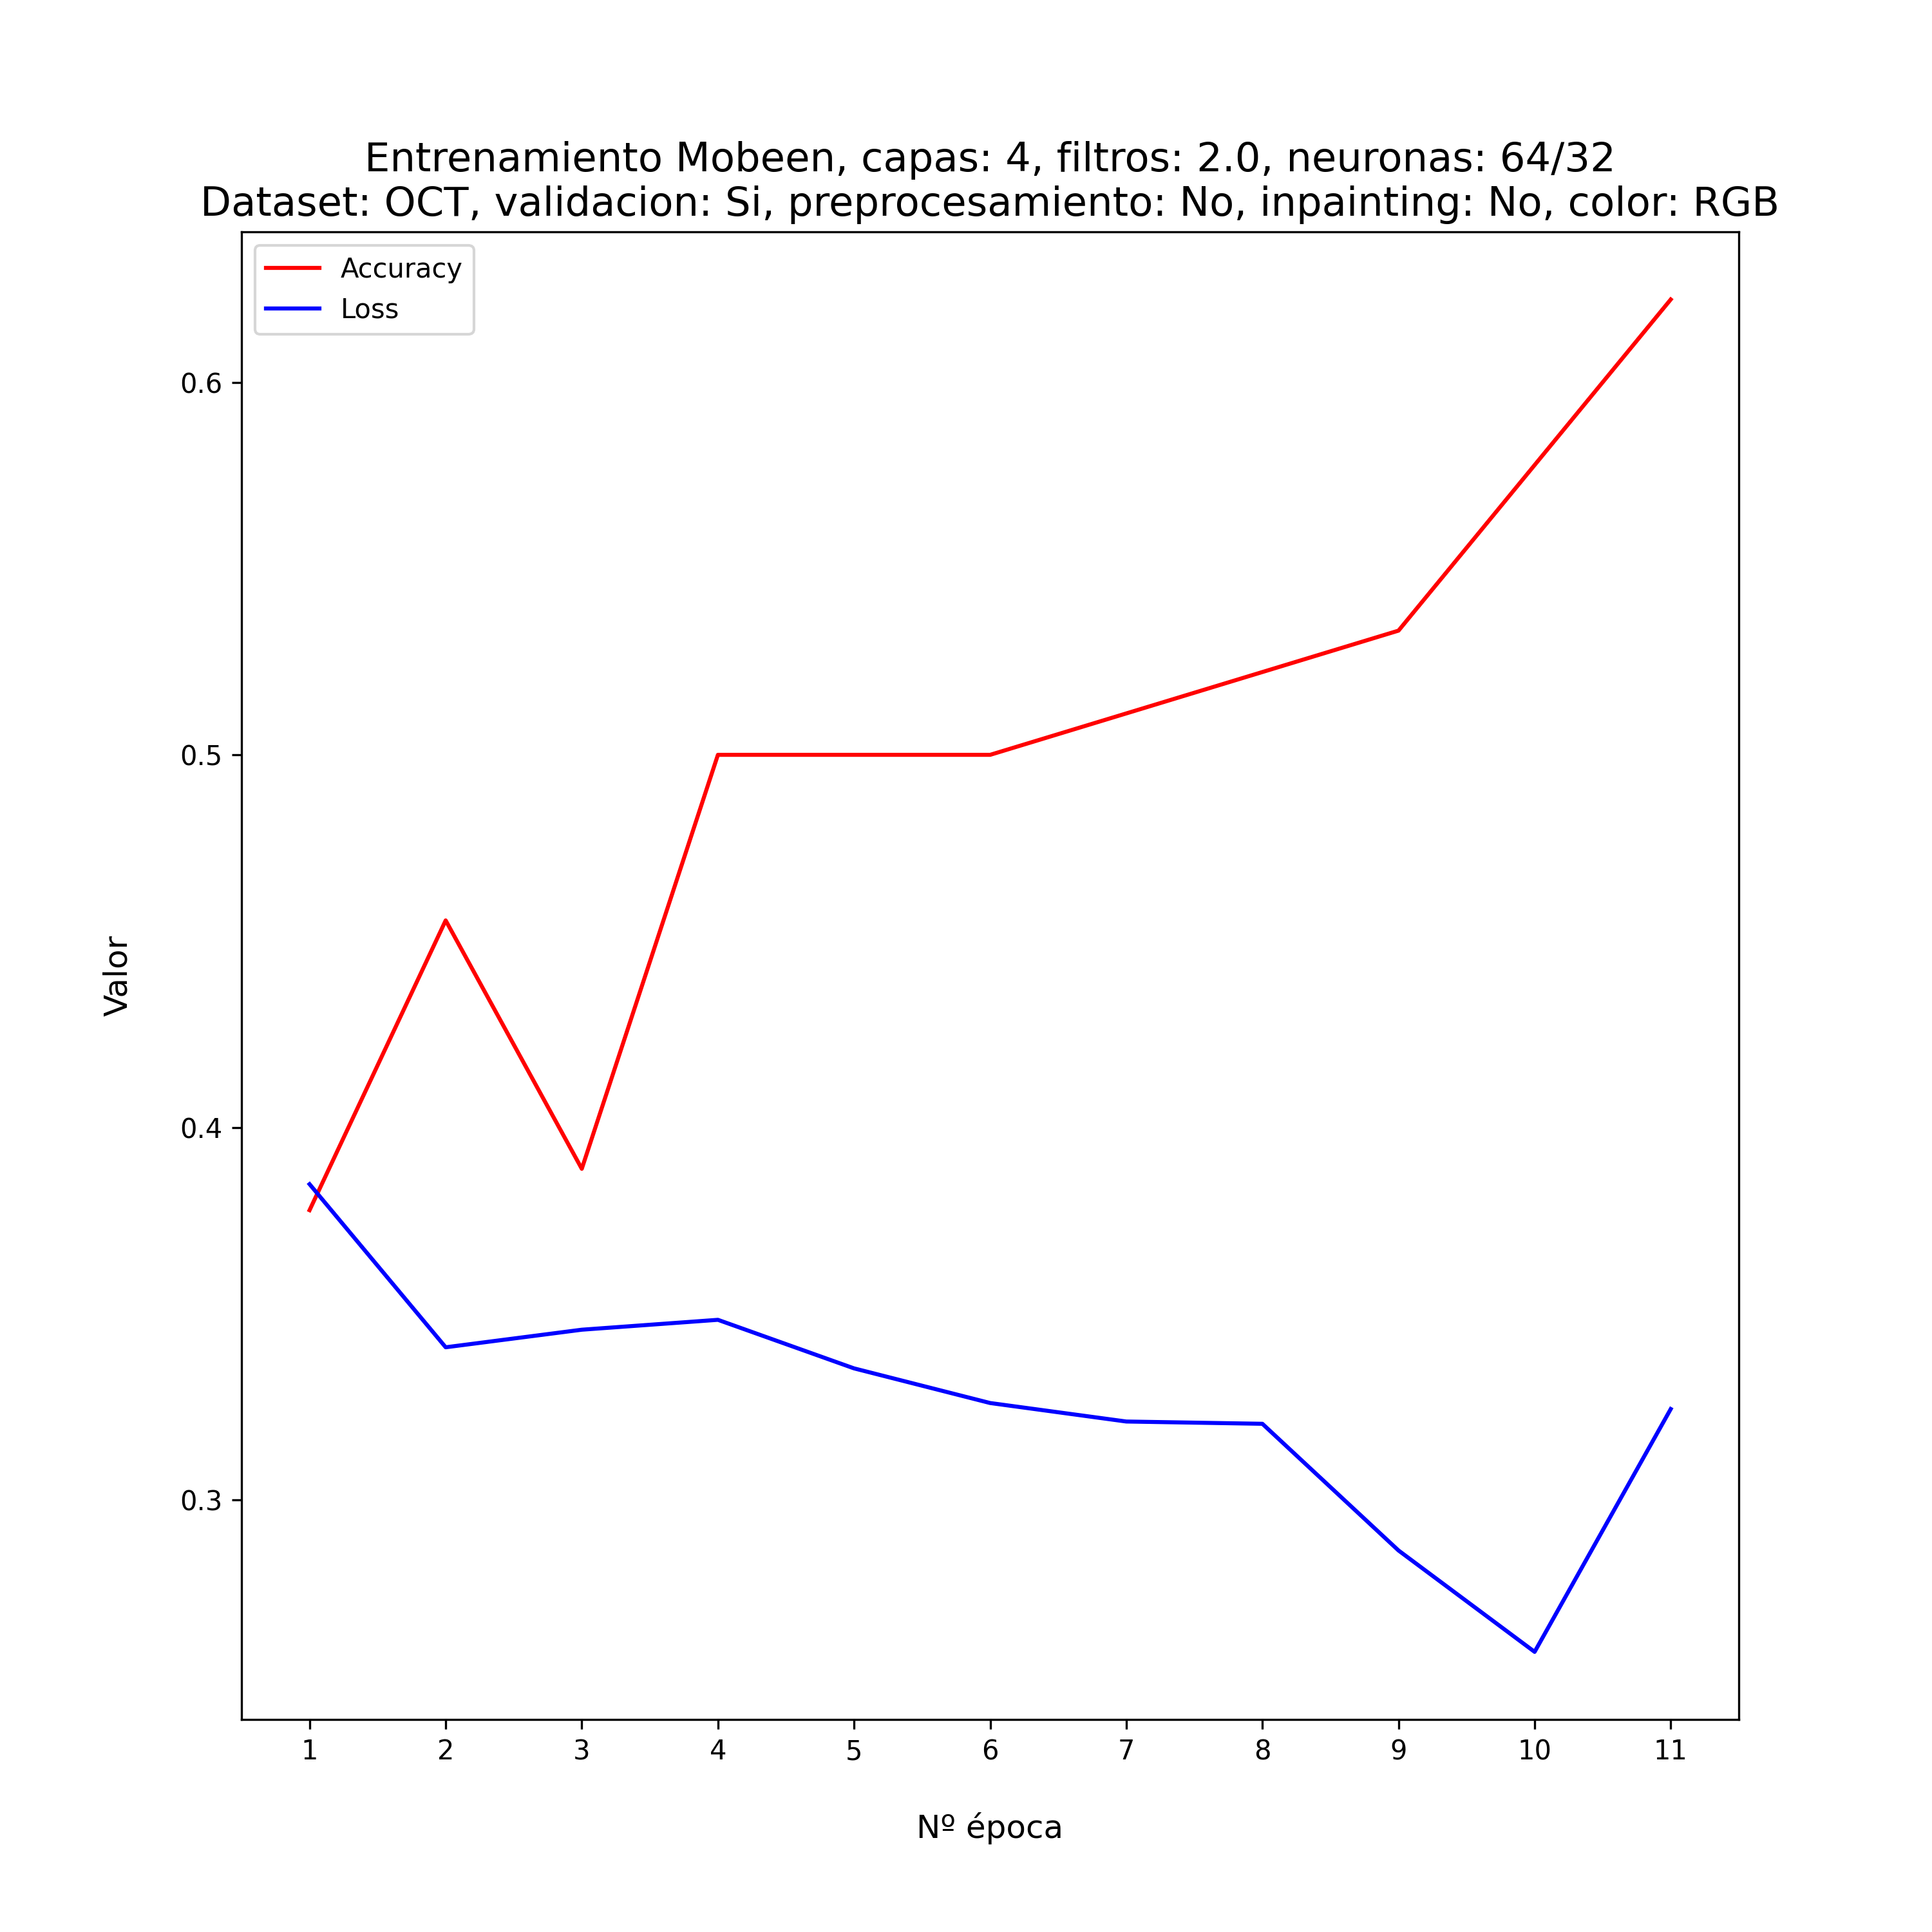 Entrenamiento Mobeen, capas: 4, filtros: 2.0, neuronas: 64/32
Dataset: OCT, validacion: Si, preprocesamiento: No, inpainting: No, color: RGB
Accuracy
Loss
0.6
0.5
0.4
0.3
Valor
1 2 3 4 5 6 7 8 9 10 11
Nº época